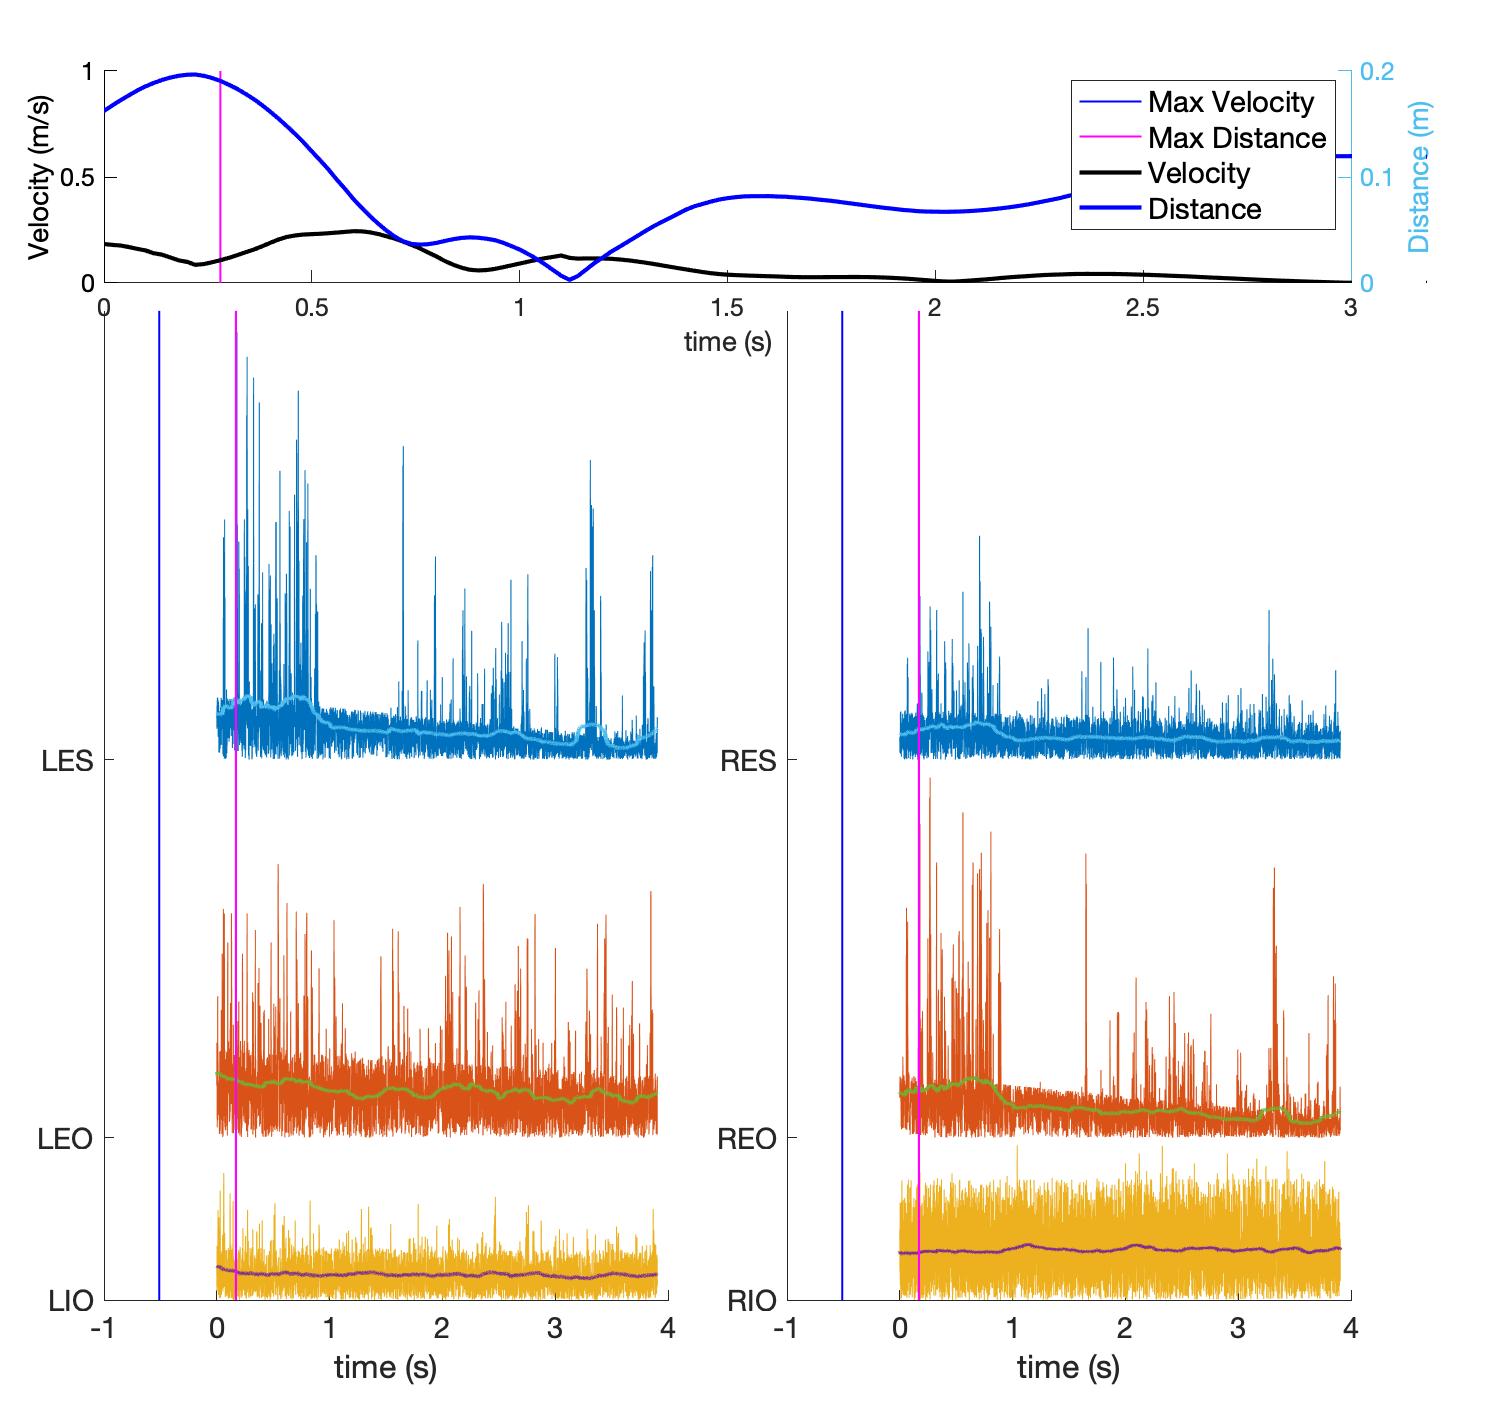 1
0.5
0
Velocity (m/s)
0.2
0.1
0
Distance (m)
Max Velocity
Max Distance
Velocity
Distance
0 0.5 1 1.5 2 2.5 3
time (s)
LES
LEO
LIO
-1 0 1 2 3 4
time (s)
RES
REO
RIO
-1 0 1 2 3 4
time (s)